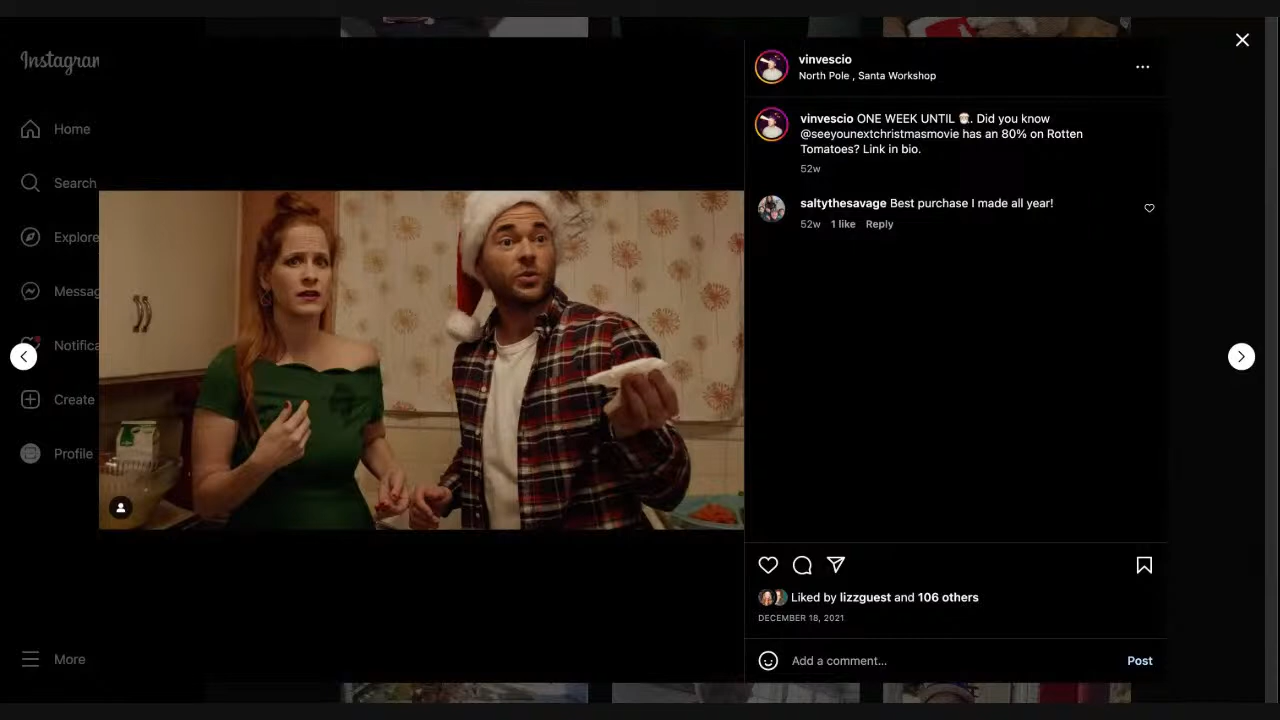 Instagram
Home
Search
Explore
Messag
Notifica
Create
Profile
More
vinvescio
North Pole , Santa Workshop
vinvescio ONE WEEK UNTIL 🎅🏻. Did you know
@seeyounextchristmasmovie has an 80% on Rotten
Tomatoes? Link in bio.
52w
saltythesavage Best purchase I made all year!
52w 1 like Reply
Liked by lizzguest and 106 others
DECEMBER 18, 2021
Add a comment...
Post